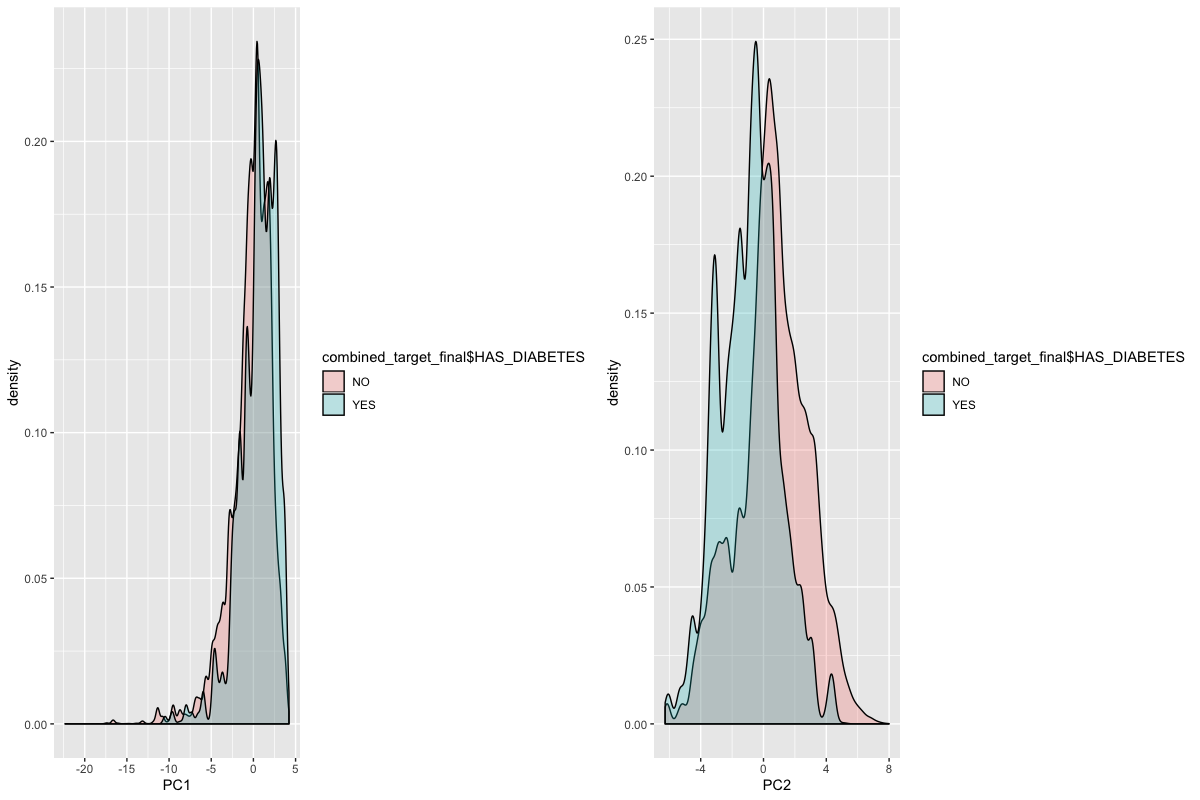 0.20
0.15
0.10
0.05
0.00
density
-20 -15 -10 -5 0 5
PC1
combined_target_final$HAS_DIABETES
NO
YES
0.25
0.20
0.15
0.10
0.05
0.00
density
-4 0 4 8
PC2
combined_target_final$HAS_DIABETES
NO
YES